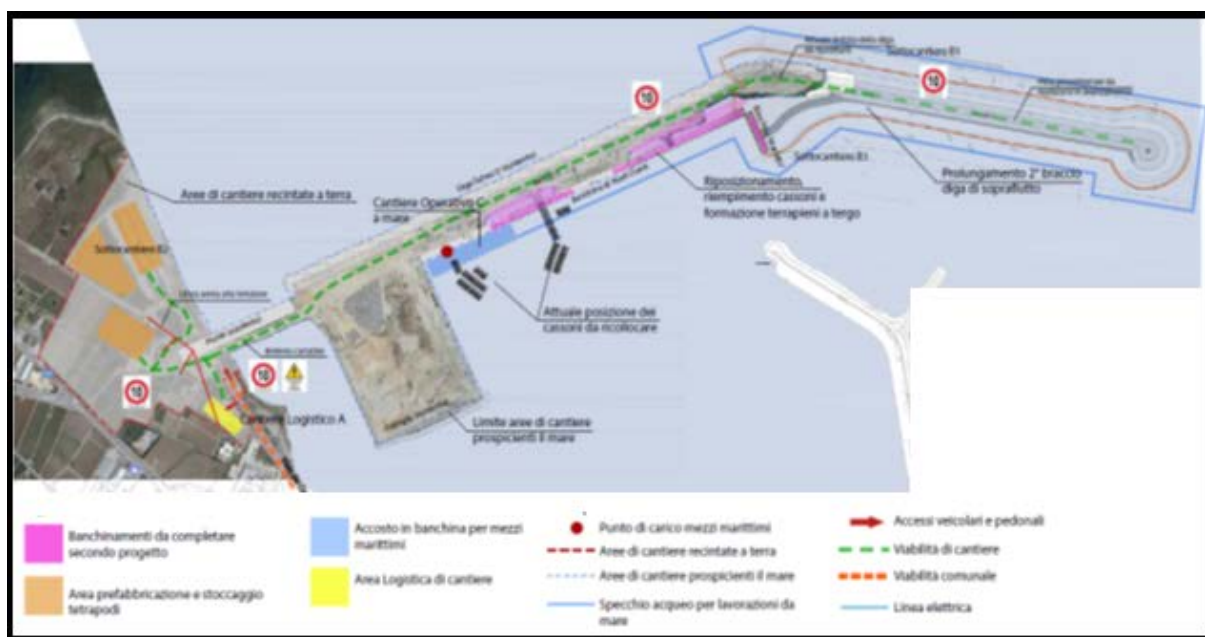 Sottocantiere B1
10
10
Aree di cantiere recintate a terra
Cantiere Operativo C
a mare
Sottocantiere B3
Riposizionamento,
riempimento cassoni e
formazione terrapieni a tergo
Prolungamento 2° braccio
diga di sopraflutto
Sottocantiere B2
Attuale posizione dei
cassoni da ricollocare
10
10
Cantiere Logistico A
Limite aree di cantiere
prospicienti il mare
Banchinamenti da completare
secondo progetto
Area prefabbricazione e stoccaggio
tetrapodi
Accosto in banchina per mezzi
marittimi
Area Logistica di cantiere
Punto di carico mezzi marittimi
Aree di cantiere recintate a terra
Aree di cantiere prospicienti il mare
Specchio acqueo per lavorazioni da
mare
Accessi veicolari e pedonali
Viabilità di cantiere
Viabilità comunale
Linea elettrica